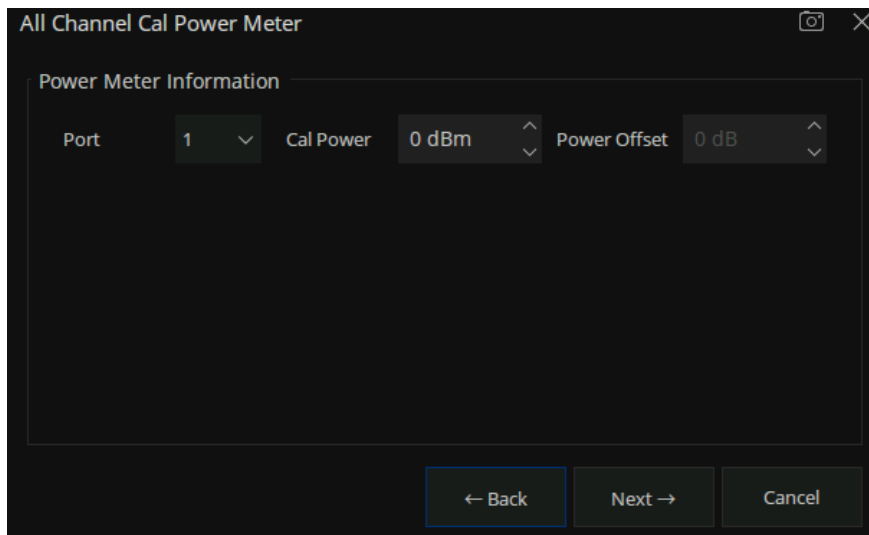 All Channel Cal Power Meter
Power Meter Information
Port 1 Cal Power 0 dBm Power Offset 0 dB
← Back Next → Cancel